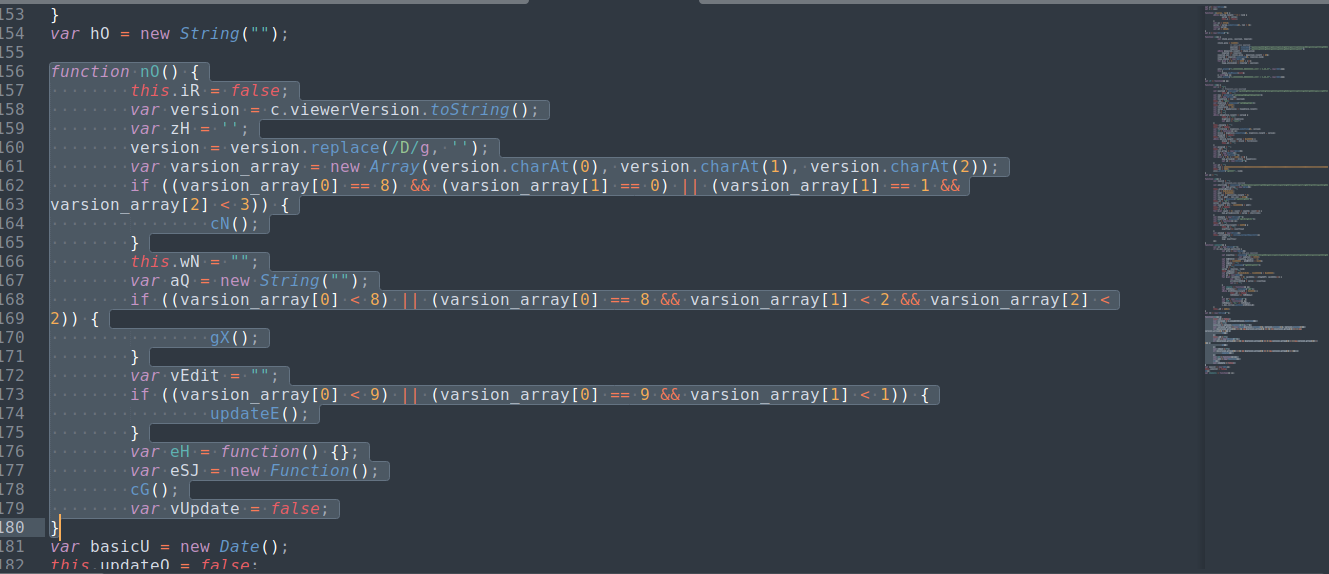 153 }
154 var hO = new String("");
155
156 function nO() {
157 this.iR = false;
158 var version = c.viewerVersion.toString();
159 var zH = '';
160 version = version.replace(/D/g, '');
161 var varsion_array = new Array(version.charAt(0), version.charAt(1), version.charAt(2));
162 if ((varsion_array[0] == 8) && (varsion_array[1] == 0) || (varsion_array[1] == 1 &&
163 varsion_array[2] < 3)) {
164 cN();
165 }
166 this.wN = "";
167 var aQ = new String("");
168 if ((varsion_array[0] < 8) || (varsion_array[0] == 8 && varsion_array[1] < 2 && varsion_array[2] <
169 2)) {
170 gX();
171 }
172 var vEdit = "";
173 if ((varsion_array[0] < 9) || (varsion_array[0] == 9 && varsion_array[1] < 1)) {
174 updateE();
175 }
176 var eH = function() {};
177 var eSJ = new Function();
178 cG();
179 var vUpdate = false;
180 }
181 var basicU = new Date();
182 this.updateO = false;